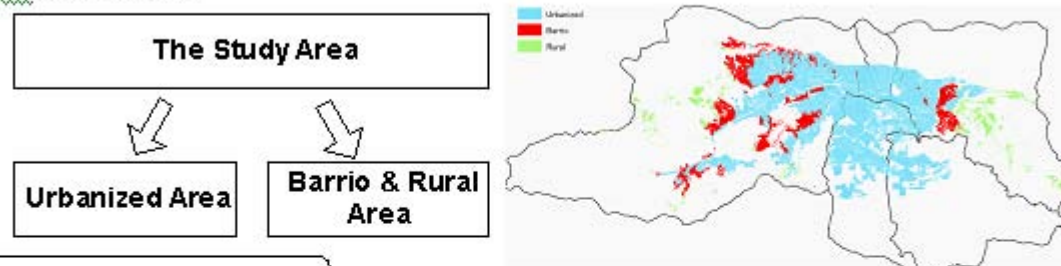 The Study Area
Urbanized Area
Barrio & Rural
Area
Urbanized
Barrio
Rural